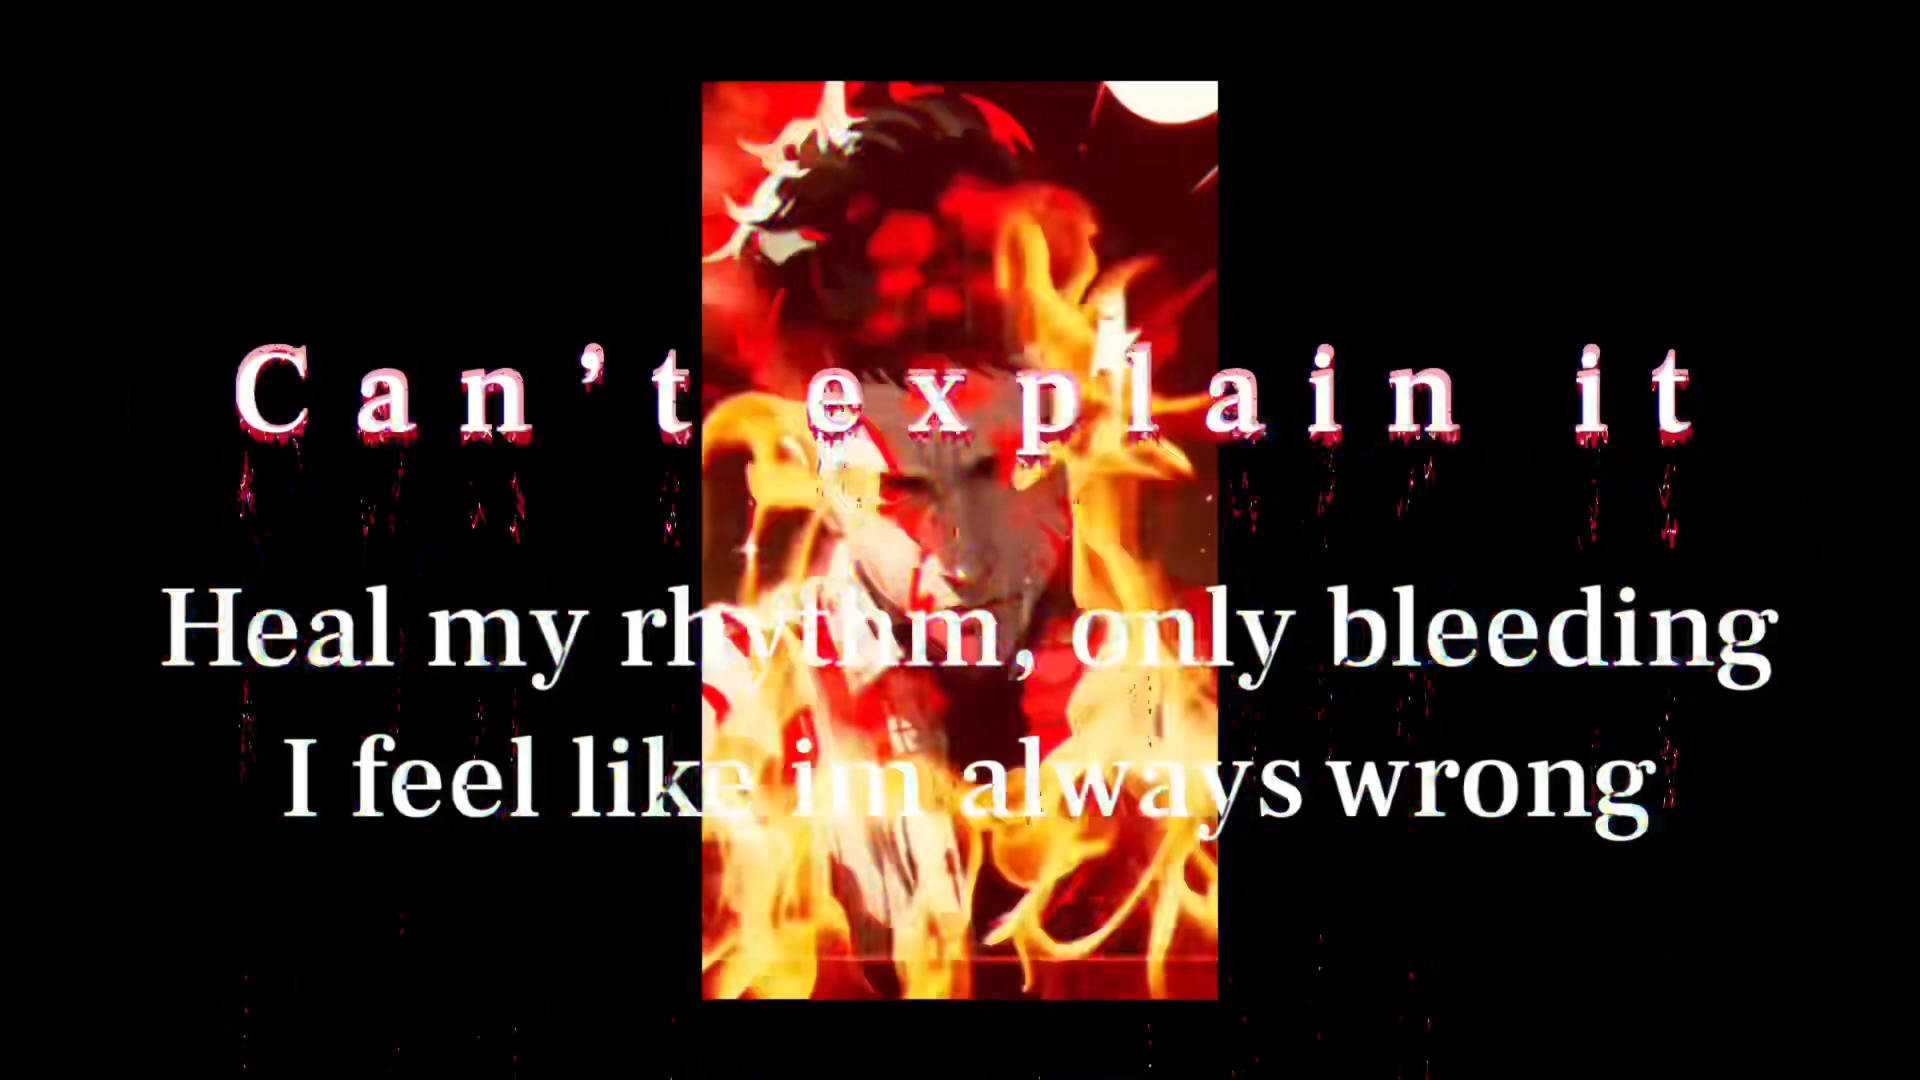 Can’t explain it
Heal my rhythm, only bleeding
I feel like im always wrong